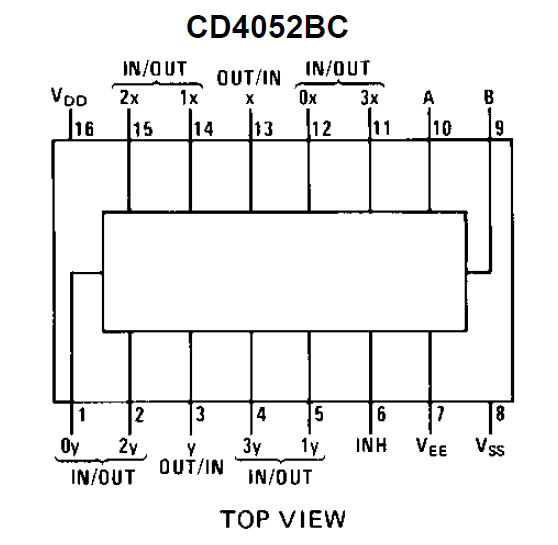 CD4052BC
IN/OUT OUT/IN IN/OUT
VDD 2x 1x x 0x 3x A B
16 15 14 13 12 11 10 9
1 2 3 4 5 6 7 8
0y 2y y 3y 1y INH VEE VSS
IN/OUT OUT/IN IN/OUT
TOP VIEW